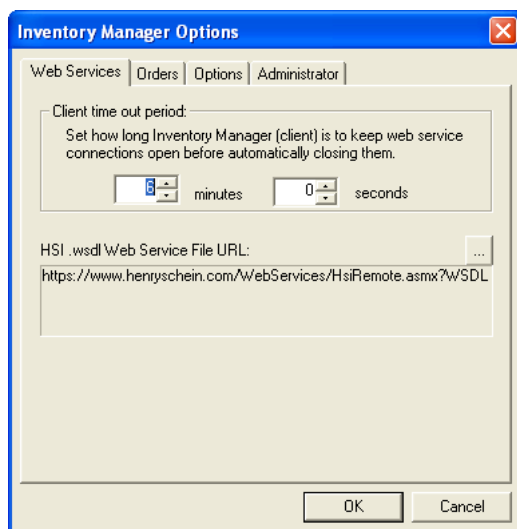 Inventory Manager Options
Web Services Orders Options Administrator
Client time out period:
Set how long Inventory Manager (client) is to keep web service
connections open before automatically closing them.
6 minutes 0 seconds
HSI .wsdl Web Service File URL: ...
https://www.henryschein.com/WebServices/HsiRemote.asmx?WSDL
OK Cancel